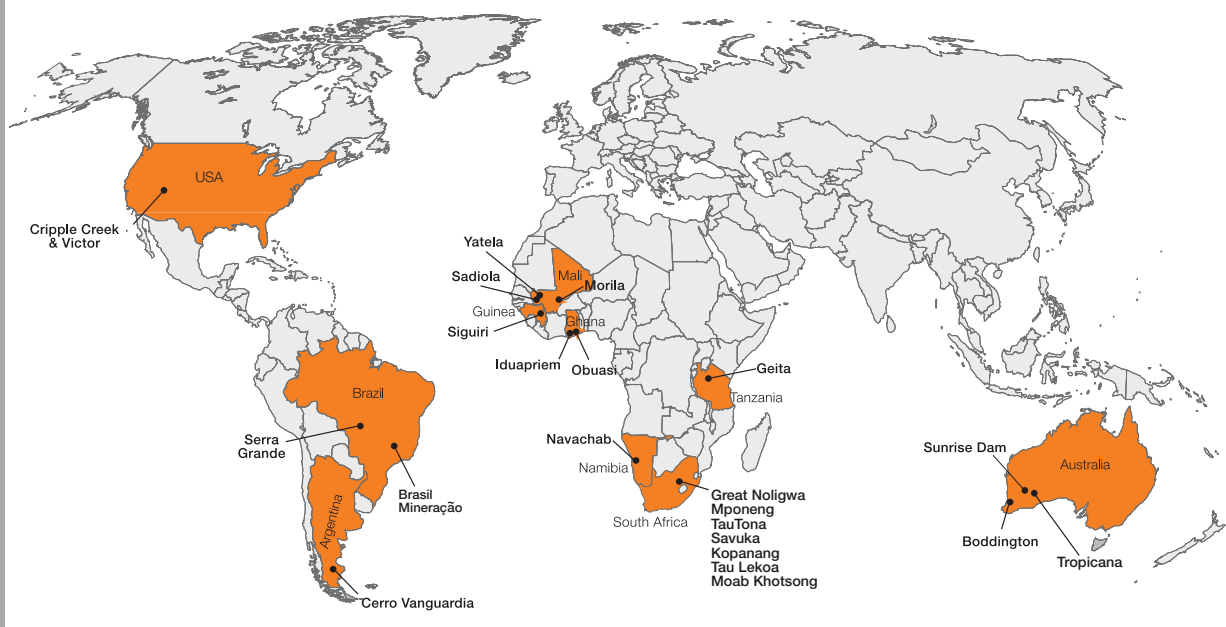 USA
Cripple Creek
& Victor
Yatela
Sadiola
Mali
Morila
Guinea
Ghana
Siguiri
Iduapriem
Obuasi
Geita
Tanzania
Brazil
Serra
Grande
Brasil
Mineração
Argentina
Cerro Vanguardia
Navachab
Namibia
South Africa
Great Noligwa
Mponeng
TauTona
Savuka
Kopanang
Tau Lekoa
Moab Khotsong
Sunrise Dam
Australia
Boddington
Tropicana